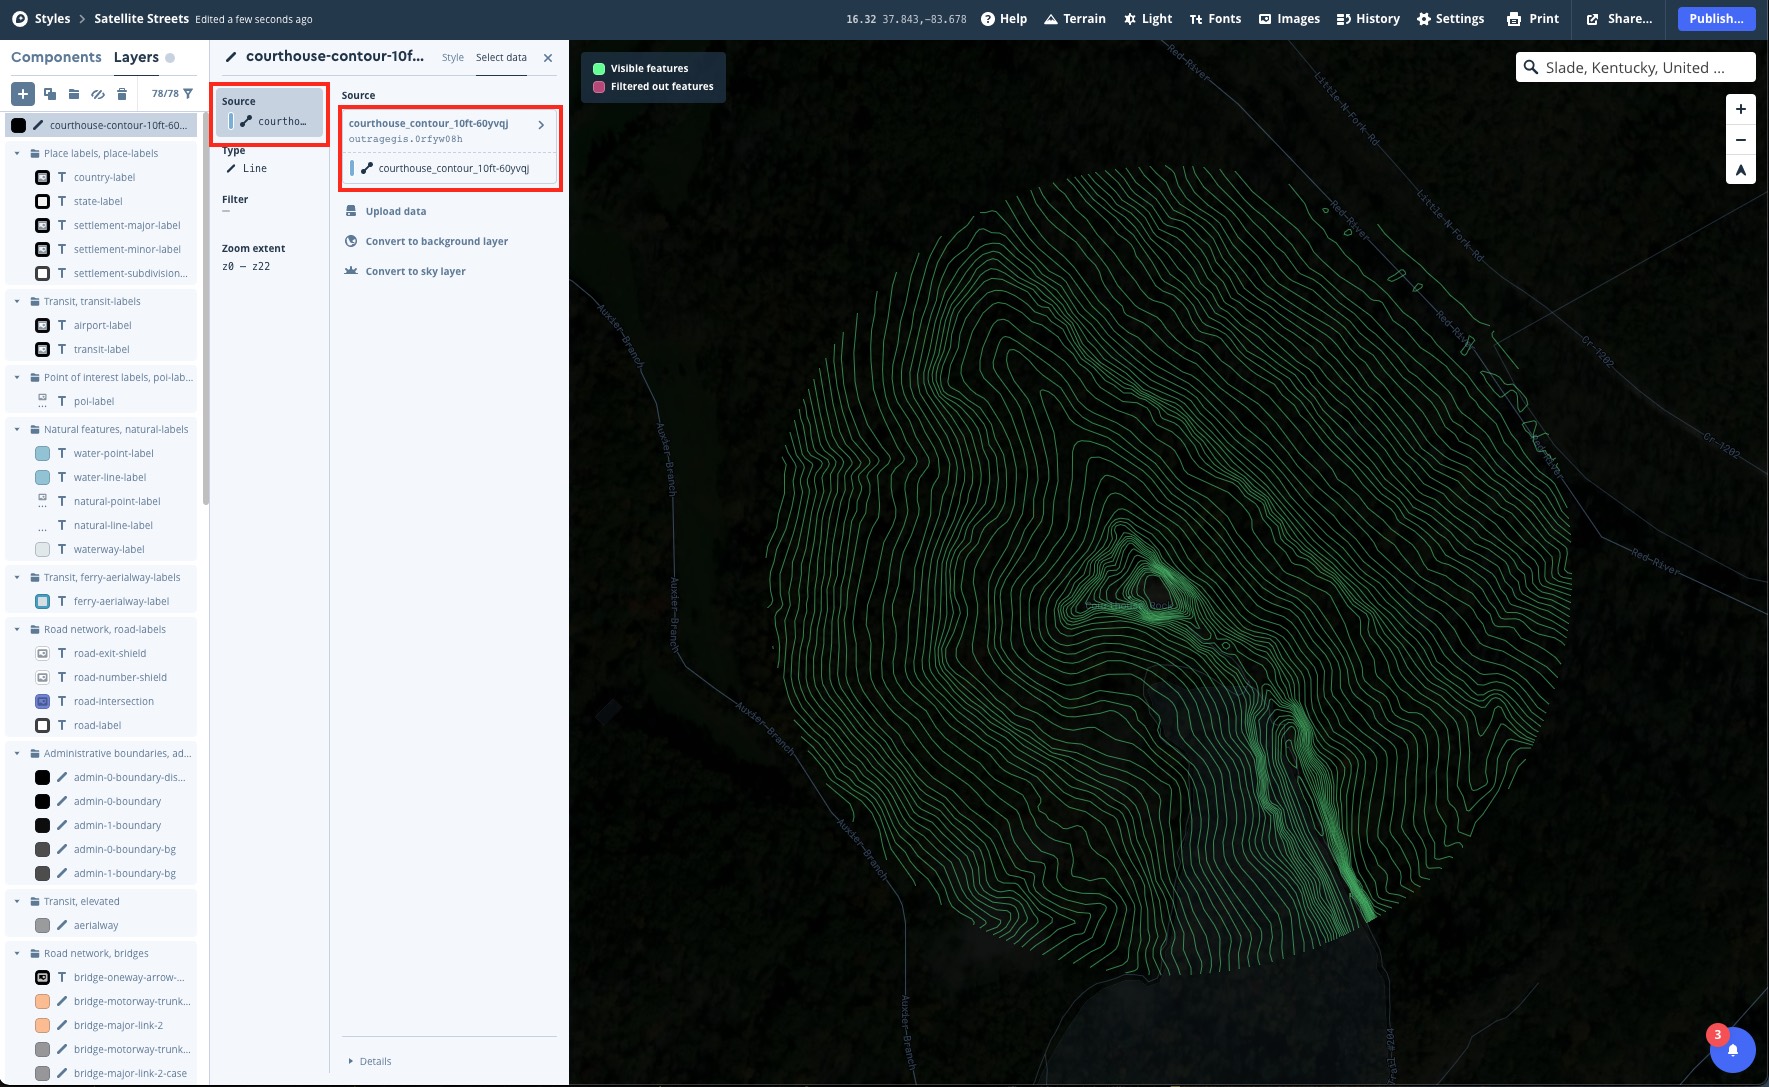 Styles > Satellite Streets Edited a few seconds ago
16.32 37.843,-83.678 Help Terrain Light Fonts Images History Settings Print Share... Publish...
Components Layers
78/78
courthouse-contour-10ft-60...
Place labels, place-labels
country-label
state-label
settlement-major-label
settlement-minor-label
settlement-subdivision...
Transit, transit-labels
airport-label
transit-label
Point of interest labels, poi-lab...
poi-label
Natural features, natural-labels
water-point-label
water-line-label
natural-point-label
natural-line-label
waterway-label
Transit, ferry-aerialway-labels
ferry-aerialway-label
Road network, road-labels
road-exit-shield
road-number-shield
road-intersection
road-label
Administrative boundaries, ad...
admin-0-boundary-dis...
admin-0-boundary
admin-1-boundary
admin-0-boundary-bg
admin-1-boundary-bg
Transit, elevated
aerialway
Road network, bridges
bridge-oneway-arrow-...
bridge-motorway-trunk...
bridge-major-link-2
bridge-motorway-trunk...
bridge-major-link-2-case
courthouse-contour-10f... Style Select data
Source
courtho...
Type
Line
Filter
—
Zoom extent
z0 — z22
Source
courthouse_contour_10ft-60yvqj
outragegis.0rfyw08h
courthouse_contour_10ft-60yvqj
Upload data
Convert to background layer
Convert to sky layer
Details
Visible features
Filtered out features
Slade, Kentucky, United ...
+
−
Red-River
Little-N-Fork-Rd
Little-N-Fork-Rd
Red-River
Red-River
Cr-1202
Cr-1202
Red-River
Red-River
Auxier-Branch
Auxier-Branch
Auxier-Branch
Auxier-Branch
Auxier-Branch
Auxier-Branch
Courthouse Rock
3